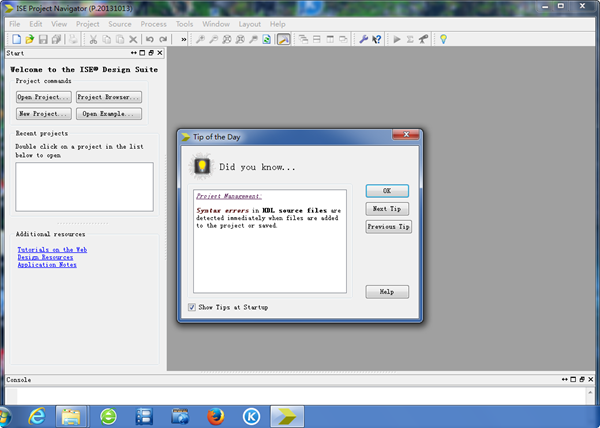 ISE Project Navigator (P.20131013)
File Edit View Project Source Process Tools Window Layout Help
»
Start
Welcome to the ISE® Design Suite
Project commands
Open Project... Project Browser...
New Project... Open Example...
Recent projects
Double click on a project in the list
below to open
Additional resources
Tutorials on the Web
Design Resources
Application Notes
Tip of the Day
Did you know...
Project Management:
Syntax errors in HDL source files are
detected immediately when files are added
to the project or saved.
OK
Next Tip
Previous Tip
Help
Show Tips at Startup
Console